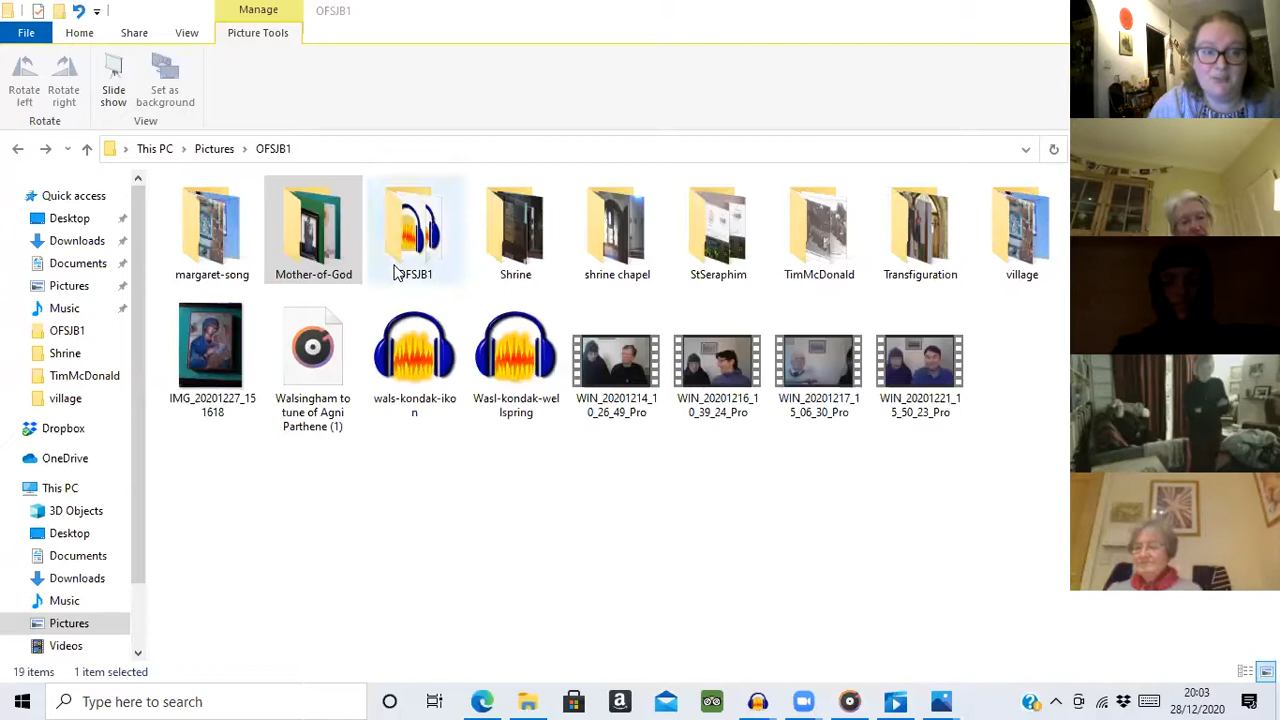 Manage
OFSJB1
File
Home
Share
View
Picture Tools
Rotate left
Rotate right
Slide show
Set as background
Rotate
View
This PC
Pictures
OFSJB1
Quick access
Desktop
Downloads
Documents
Pictures
Music
OFSJB1
Shrine
TimMcDonald
village
Dropbox
OneDrive
This PC
3D Objects
Desktop
Documents
Downloads
Music
Pictures
Videos
margaret-song
Mother-of-God
OFSJB1
Shrine
shrine chapel
StSeraphim
TimMcDonald
Transfiguration
village
IMG_20201227_15
1618
Walsingham to
tune of Agni
Parthene (1)
wals-kondak-iko
n
Wasl-kondak-wel
lspring
WIN_20201214_1
0_26_49_Pro
WIN_20201216_1
0_39_24_Pro
WIN_20201217_1
5_06_30_Pro
WIN_20201221_1
5_50_23_Pro
19 items
1 item selected
Type here to search
20:03
28/12/2020